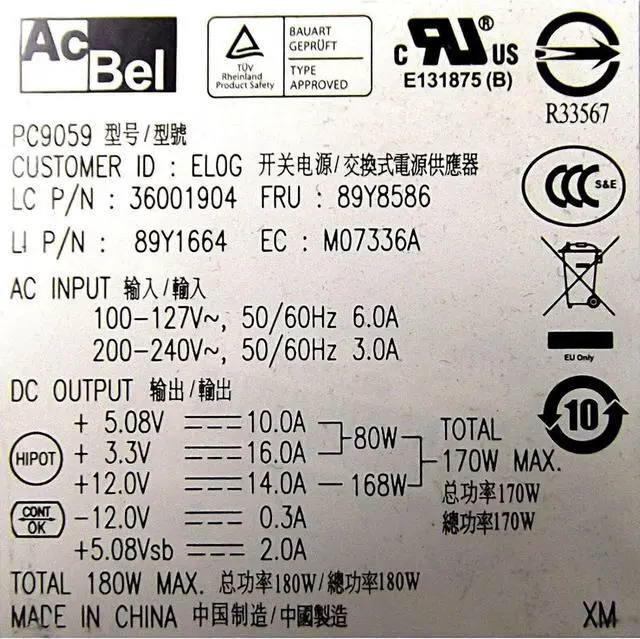 AcBel
TÜV
Rheinland
Product Safety
BAUART
GEPRÜFT
TYPE
APPROVED
c RU® US
E131875 (B)
R33567
PC9059 型号/型號
CUSTOMER ID : ELOG 开关电源/交換式電源供應器
LC P/N : 36001904 FRU : 89Y8586
LI P/N : 89Y1664 EC : M07336A
CCC S&E
AC INPUT 输入/輸入
100-127V~, 50/60Hz 6.0A
200-240V~, 50/60Hz 3.0A
EU Only
DC OUTPUT 输出/輸出
10
+ 5.08V 10.0A
80W
+ 3.3V 16.0A
HIPOT
+12.0V 14.0A 168W
TOTAL
170W MAX.
总功率170W
總功率170W
CONT
OK
-12.0V 0.3A
+5.08Vsb 2.0A
TOTAL 180W MAX. 总功率180W/總功率180W
MADE IN CHINA 中国制造/中國製造
XM